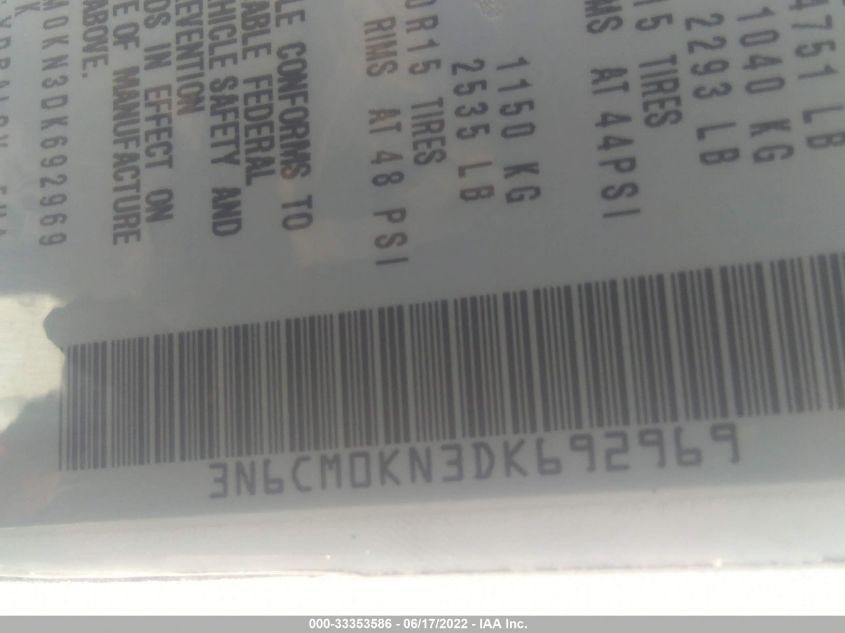 4751 LB
1040 KG
2293 LB
15 TIRES
MS AT 44PSI
1150 KG
2535 LB
0R15 TIRES
RIMS AT 48 PSI
LE CONFORMS TO
ABLE FEDERAL
HICLE SAFETY AND
EVENTION
DS IN EFFECT ON
E OF MANUFACTURE
ABOVE.
M0KN3DK692969
3N6CM0KN3DK692969
000-33353586 - 06/17/2022 - IAA Inc.